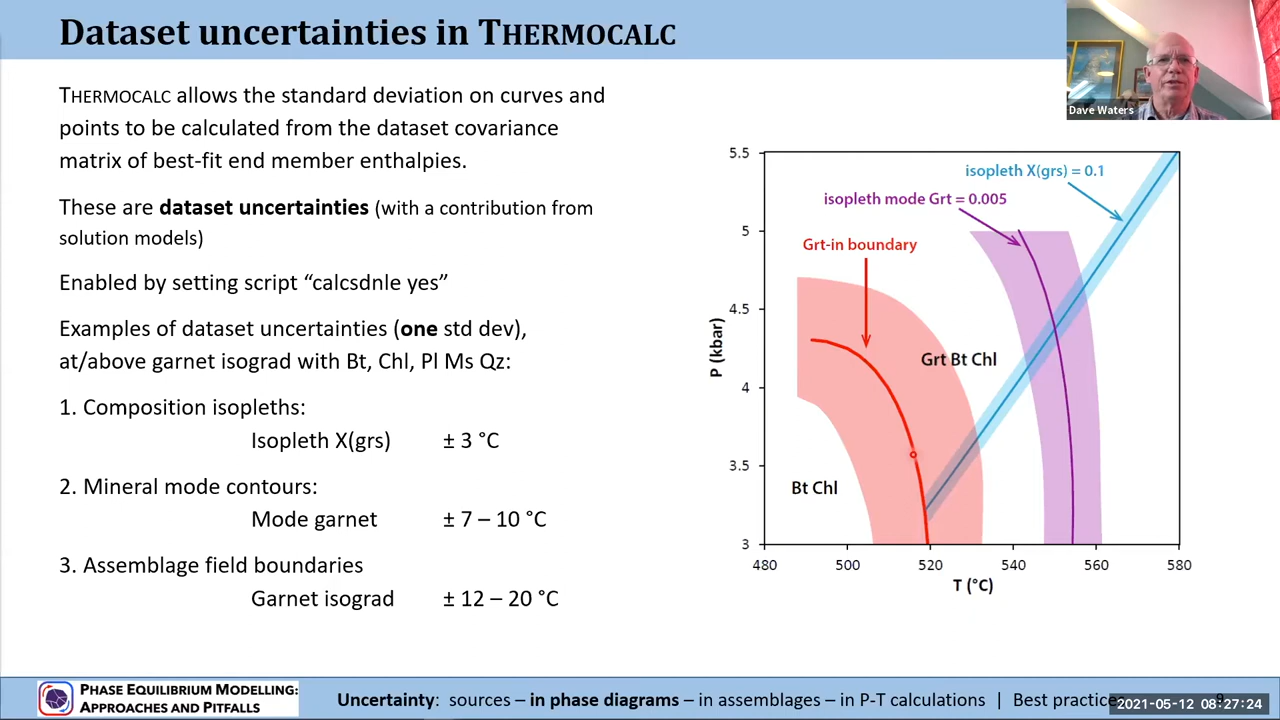 Dataset uncertainties in THERMOCALC
THERMOCALC allows the standard deviation on curves and
points to be calculated from the dataset covariance
matrix of best-fit end member enthalpies.
These are dataset uncertainties (with a contribution from
solution models)
Enabled by setting script “calcsdnle yes”
Examples of dataset uncertainties (one std dev),
at/above garnet isograd with Bt, Chl, Pl Ms Qz:
1. Composition isopleths:
Isopleth X(grs) ± 3 °C
2. Mineral mode contours:
Mode garnet ± 7 – 10 °C
3. Assemblage field boundaries
Garnet isograd ± 12 – 20 °C
Dave Waters
5.5
5
4.5
4
3.5
3
P (kbar)
isopleth X(grs) = 0.1
isopleth mode Grt = 0.005
Grt-in boundary
Grt Bt Chl
Bt Chl
480 500 520 540 560 580
T (°C)
PHASE EQUILIBRIUM MODELLING:
APPROACHES AND PITFALLS
Uncertainty: sources – in phase diagrams – in assemblages – in P-T calculations | Best practice
2021-05-12 08:27:24